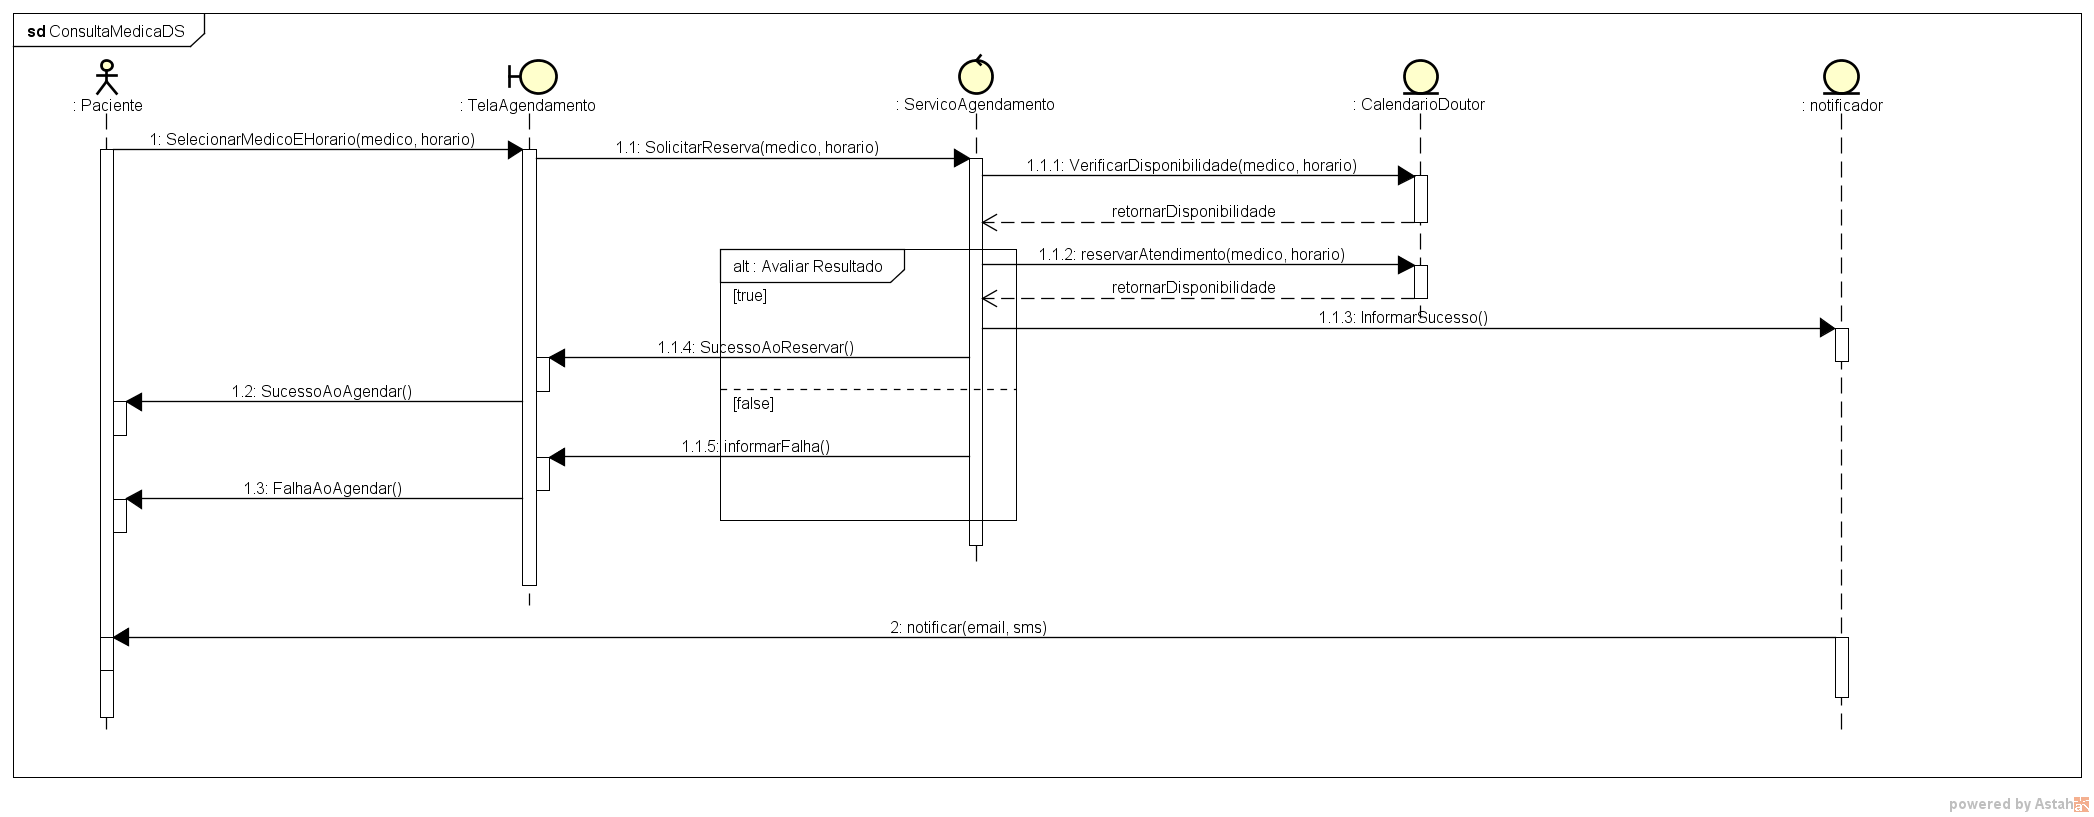 sd ConsultaMedicaDS
: Paciente
: TelaAgendamento
: ServicoAgendamento
: CalendarioDoutor
: notificador
1: SelecionarMedicoEHorario(medico, horario)
1.1: SolicitarReserva(medico, horario)
1.1.1: VerificarDisponibilidade(medico, horario)
retornarDisponibilidade
alt : Avaliar Resultado
1.1.2: reservarAtendimento(medico, horario)
[true]
retornarDisponibilidade
1.1.3: InformarSucesso()
1.1.4: SucessoAoReservar()
1.2: SucessoAoAgendar()
[false]
1.1.5: informarFalha()
1.3: FalhaAoAgendar()
2: notificar(email, sms)
powered by Astah